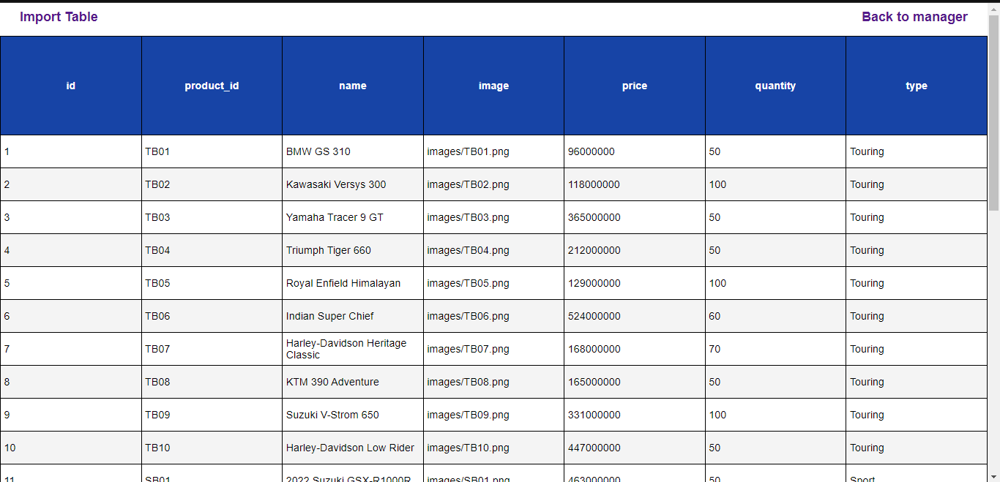 Import Table Back to manager
id product_id name image price quantity type
1 TB01 BMW GS 310 images/TB01.png 96000000 50 Touring
2 TB02 Kawasaki Versys 300 images/TB02.png 118000000 100 Touring
3 TB03 Yamaha Tracer 9 GT images/TB03.png 365000000 50 Touring
4 TB04 Triumph Tiger 660 images/TB04.png 212000000 50 Touring
5 TB05 Royal Enfield Himalayan images/TB05.png 129000000 100 Touring
6 TB06 Indian Super Chief images/TB06.png 524000000 60 Touring
7 TB07 Harley-Davidson Heritage
Classic images/TB07.png 168000000 70 Touring
8 TB08 KTM 390 Adventure images/TB08.png 165000000 50 Touring
9 TB09 Suzuki V-Strom 650 images/TB09.png 331000000 100 Touring
10 TB10 Harley-Davidson Low Rider images/TB10.png 447000000 50 Touring
11 SB01 2022 Suzuki GSX-R1000R images/SB01.png 463000000 50 Sport